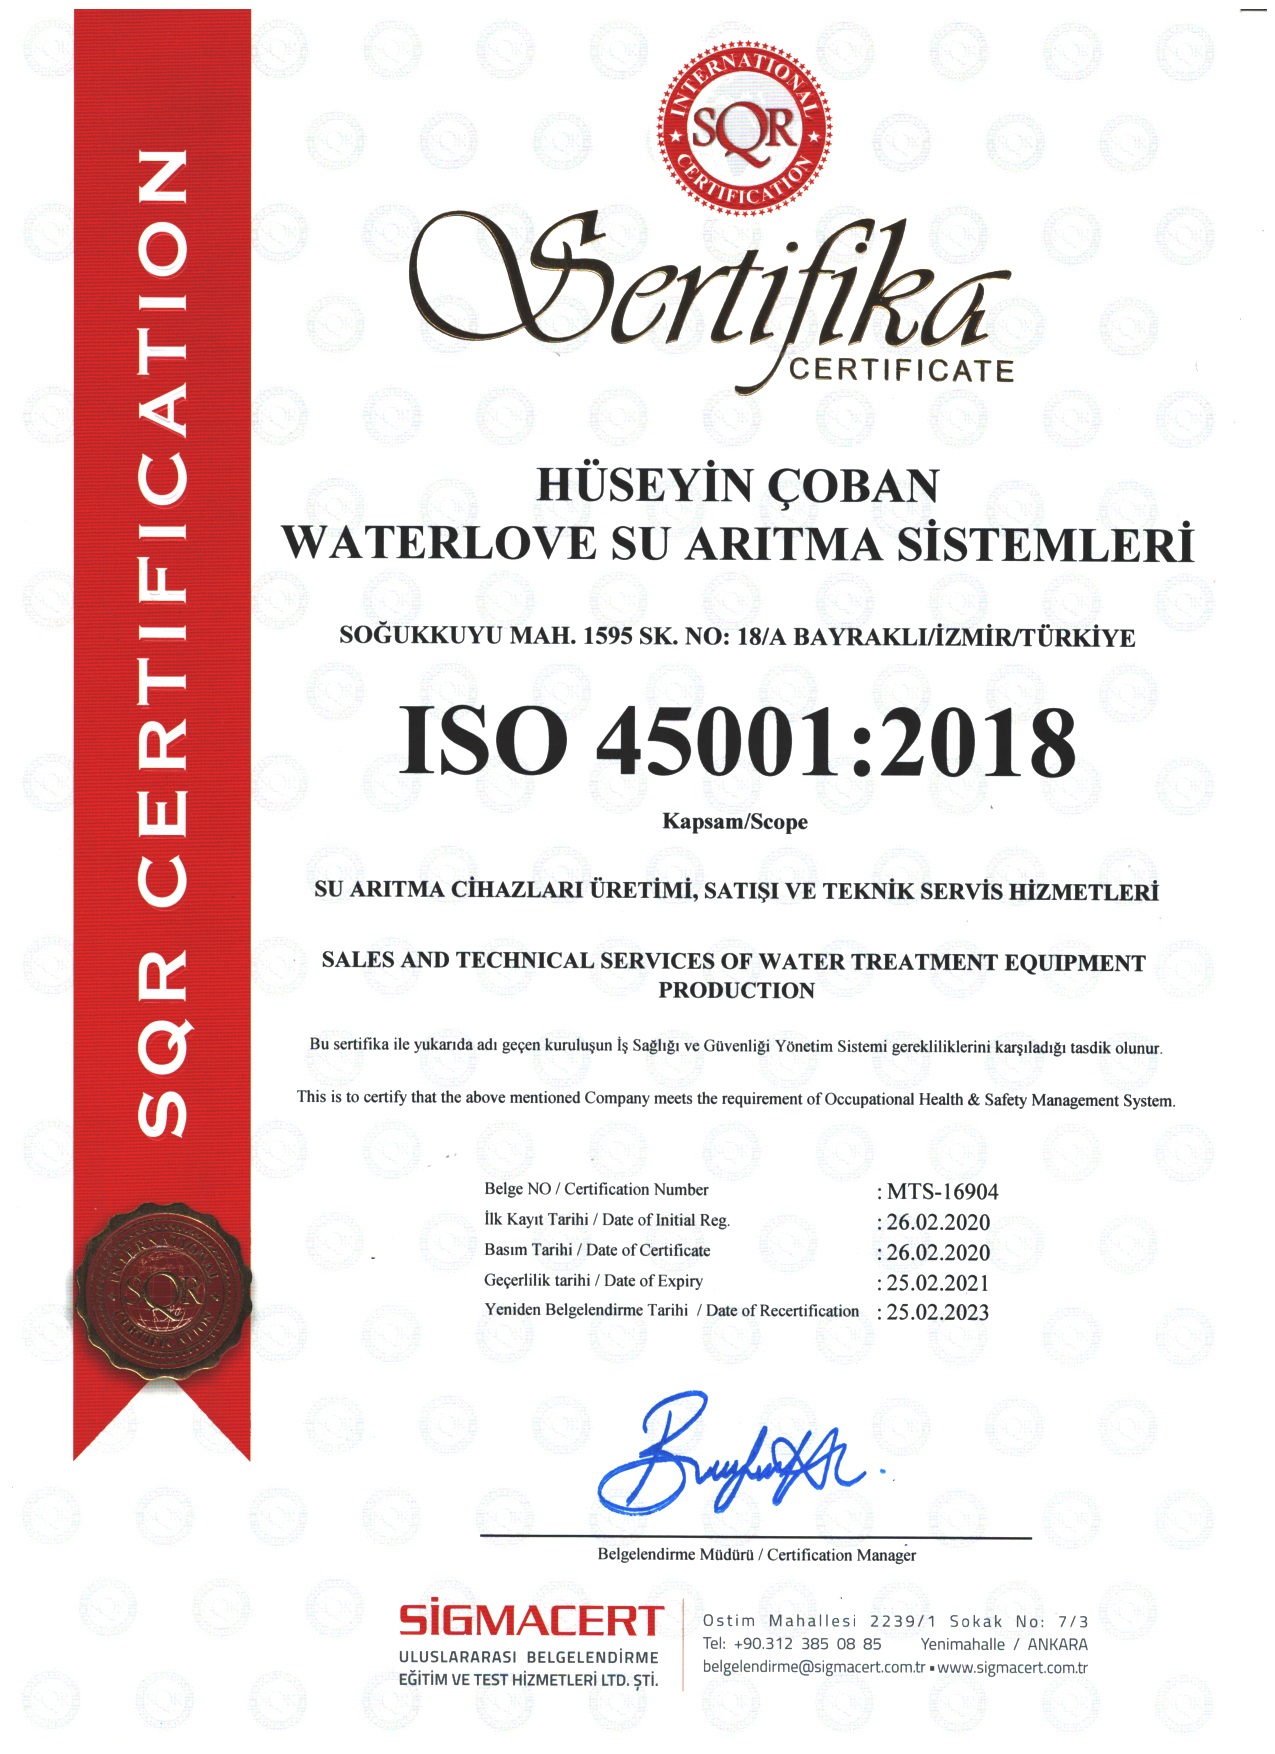 INTERNATIONAL
SQR
CERTIFICATION
Sertifika
CERTIFICATE
SQR CERTIFICATION
HÜSEYİN ÇOBAN
WATERLOVE SU ARITMA SİSTEMLERİ
SOĞUKKUYU MAH. 1595 SK. NO: 18/A BAYRAKLI/İZMİR/TÜRKİYE
ISO 45001:2018
Kapsam/Scope
SU ARITMA CİHAZLARI ÜRETİMİ, SATIŞI VE TEKNİK SERVİS HİZMETLERİ
SALES AND TECHNICAL SERVICES OF WATER TREATMENT EQUIPMENT
PRODUCTION
Bu sertifika ile yukarıda adı geçen kuruluşun İş Sağlığı ve Güvenliği Yönetim Sistemi gerekliliklerini karşıladığı tasdik olunur.
This is to certify that the above mentioned Company meets the requirement of Occupational Health & Safety Management System.
Belge NO / Certification Number : MTS-16904
İlk Kayıt Tarihi / Date of Initial Reg. : 26.02.2020
Basım Tarihi / Date of Certificate : 26.02.2020
Geçerlilik tarihi / Date of Expiry : 25.02.2021
Yeniden Belgelendirme Tarihi / Date of Recertification : 25.02.2023
INTERNATIONAL
SQR
CERTIFICATION
Belgelendirme Müdürü / Certification Manager
SİGMACERT
ULUSLARARASI BELGELENDİRME
EĞİTİM VE TEST HİZMETLERİ LTD. ŞTİ.
Ostim Mahallesi 2239/1 Sokak No: 7/3
Tel: +90.312 385 08 85 Yenimahalle / ANKARA
belgelendirme@sigmacert.com.tr ▪ www.sigmacert.com.tr